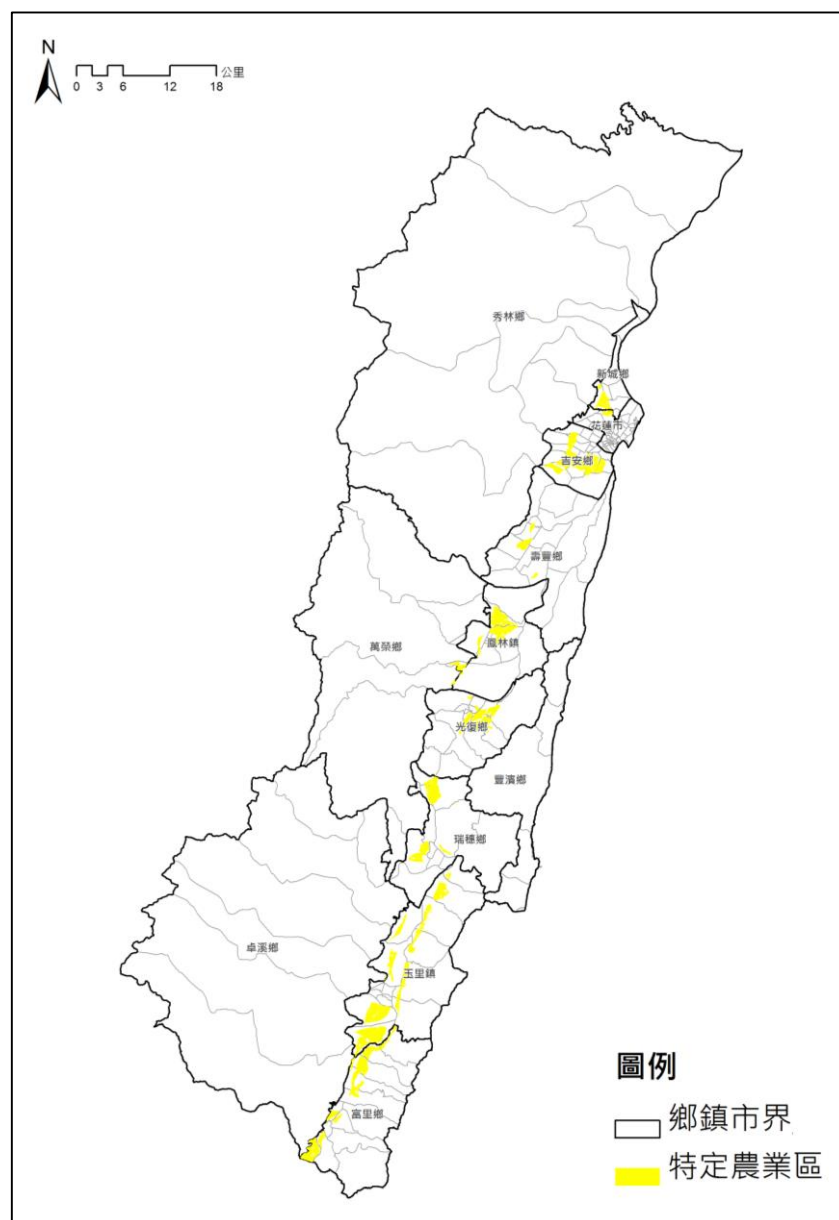 N
公里
0 3 6 12 18
秀林鄉
新城鄉
花蓮市
吉安鄉
壽豐鄉
鳳林鎮
萬榮鄉
光復鄉
豐濱鄉
瑞穗鄉
卓溪鄉
玉里鎮
富里鄉
圖例
鄉鎮市界
特定農業區